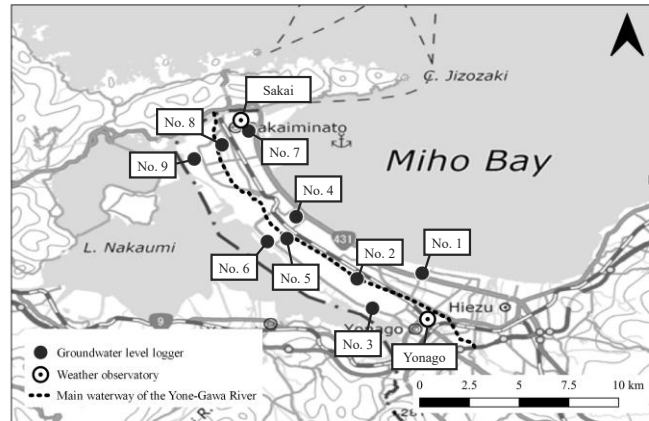 C. Jizozaki
Sakai
No. 8
akaiminato
No. 7
Miho Bay
No. 9
No. 4
L. Nakaumi
431
No. 2
No. 1
No. 6
No. 5
Hiezu
9
Yonago
No. 3
Yonago
Groundwater level logger
Weather observatory
Main waterway of the Yone-Gawa River
0 2.5 5 7.5 10 km
R.